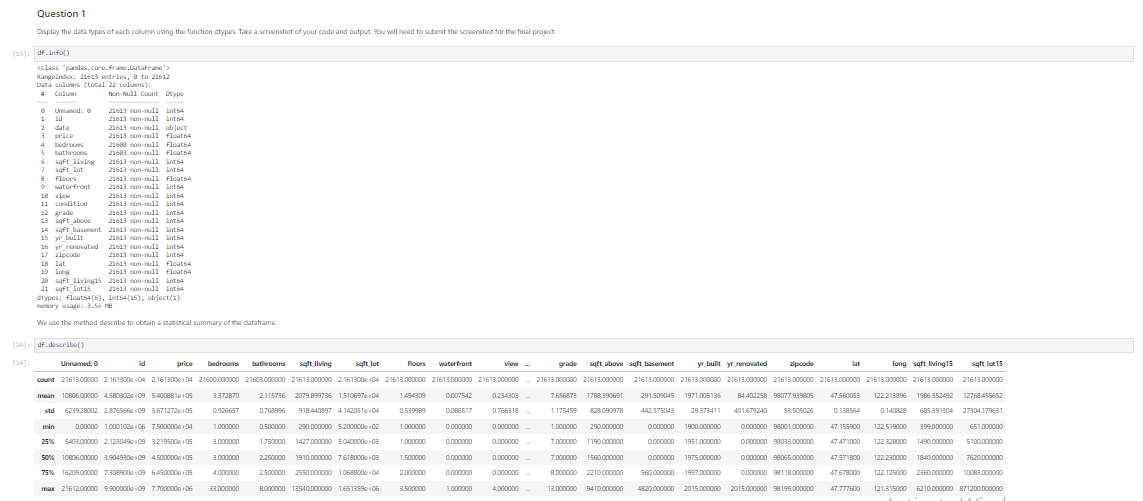 Question 1
Display the data types of each column using the function dtypes. Take a screenshot of your code and output. You will need to submit the screenshot for the final project.
[13]: df.info()
<class 'pandas.core.frame.DataFrame'>
RangeIndex: 21613 entries, 0 to 21612
Data columns (total 22 columns):
# Column Non-Null Count Dtype
--- ------ -------------- -----
0 Unnamed: 0 21613 non-null int64
1 id 21613 non-null int64
2 date 21613 non-null object
3 price 21613 non-null float64
4 bedrooms 21600 non-null float64
5 bathrooms 21603 non-null float64
6 sqft_living 21613 non-null int64
7 sqft_lot 21613 non-null int64
8 floors 21613 non-null float64
9 waterfront 21613 non-null int64
10 view 21613 non-null int64
11 condition 21613 non-null int64
12 grade 21613 non-null int64
13 sqft_above 21613 non-null int64
14 sqft_basement 21613 non-null int64
15 yr_built 21613 non-null int64
16 yr_renovated 21613 non-null int64
17 zipcode 21613 non-null int64
18 lat 21613 non-null float64
19 long 21613 non-null float64
20 sqft_living15 21613 non-null int64
21 sqft_lot15 21613 non-null int64
dtypes: float64(6), int64(15), object(1)
memory usage: 3.5+ MB
We use the method describe to obtain a statistical summary of the dataframe.
[14]: df.describe()
[14]: Unnamed: 0 id price bedrooms bathrooms sqft_living sqft_lot floors waterfront view ... grade sqft_above sqft_basement yr_built yr_renovated zipcode lat long sqft_living15 sqft_lot15
count 21613.00000 2.161300e+04 2.161300e+04 21600.000000 21603.000000 21613.000000 2.161300e+04 21613.000000 21613.000000 21613.000000 ... 21613.000000 21613.000000 21613.000000 21613.000000 21613.000000 21613.000000 21613.000000 21613.000000 21613.000000 21613.000000
mean 10806.00000 4.580302e+09 5.400881e+05 3.372870 2.115736 2079.899736 1.510697e+04 1.494309 0.007542 0.234303 ... 7.656873 1788.390691 291.509045 1971.005136 84.402258 98077.939805 47.560053 -122.213896 1986.552492 12768.455652
std 6239.28002 2.876566e+09 3.671272e+05 0.926657 0.768996 918.440897 4.142051e+04 0.539989 0.086517 0.766318 ... 1.175459 828.090978 442.575043 29.373411 401.679240 53.505026 0.138564 0.140828 685.391304 27304.179631
min 0.00000 1.000102e+06 7.500000e+04 1.000000 0.500000 290.000000 5.200000e+02 1.000000 0.000000 0.000000 ... 1.000000 290.000000 0.000000 1900.000000 0.000000 98001.000000 47.155900 -122.519000 399.000000 651.000000
25% 5403.00000 2.123049e+09 3.219500e+05 3.000000 1.750000 1427.000000 5.040000e+03 1.000000 0.000000 0.000000 ... 7.000000 1190.000000 0.000000 1951.000000 0.000000 98033.000000 47.471000 -122.328000 1490.000000 5100.000000
50% 10806.00000 3.904930e+09 4.500000e+05 3.000000 2.250000 1910.000000 7.618000e+03 1.500000 0.000000 0.000000 ... 7.000000 1560.000000 0.000000 1975.000000 0.000000 98065.000000 47.571800 -122.230000 1840.000000 7620.000000
75% 16209.00000 7.308900e+09 6.450000e+05 4.000000 2.500000 2550.000000 1.068800e+04 2.000000 0.000000 0.000000 ... 8.000000 2210.000000 560.000000 1997.000000 0.000000 98118.000000 47.678000 -122.125000 2360.000000 10083.000000
max 21612.00000 9.900000e+09 7.700000e+06 33.000000 8.000000 13540.000000 1.651359e+06 3.500000 1.000000 4.000000 ... 13.000000 9410.000000 4820.000000 2015.000000 2015.000000 98199.000000 47.777600 -121.315000 6210.000000 871200.000000